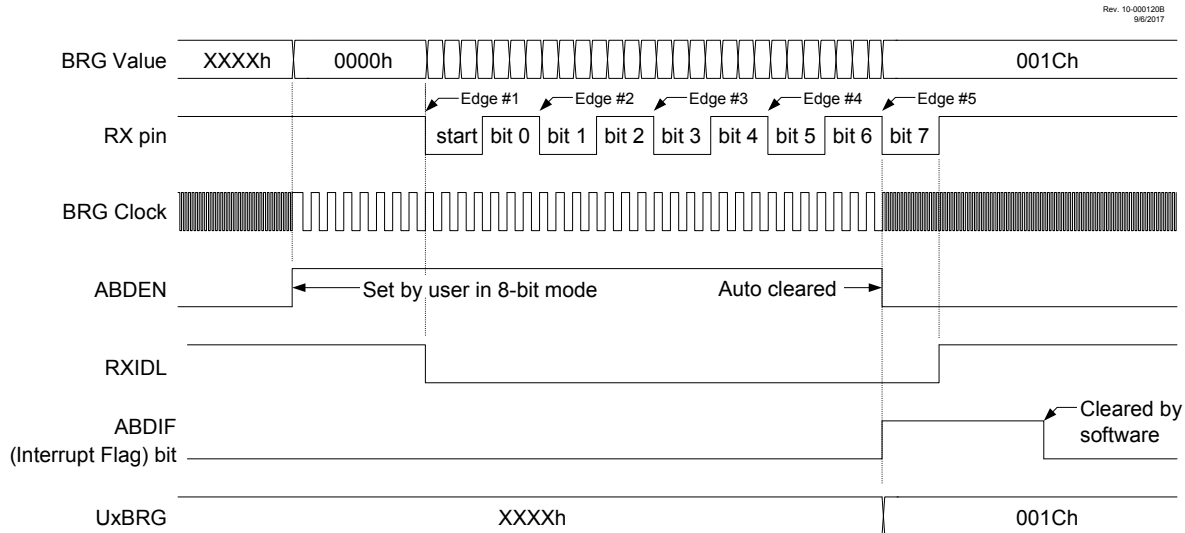 Rev. 10-000120B
9/6/2017
BRG Value XXXXh 0000h 001Ch
Edge #1 Edge #2 Edge #3 Edge #4 Edge #5
RX pin start bit 0 bit 1 bit 2 bit 3 bit 4 bit 5 bit 6 bit 7
BRG Clock
ABDEN Set by user in 8-bit mode Auto cleared
RXIDL
ABDIF
(Interrupt Flag) bit
Cleared by
software
UxBRG XXXXh 001Ch